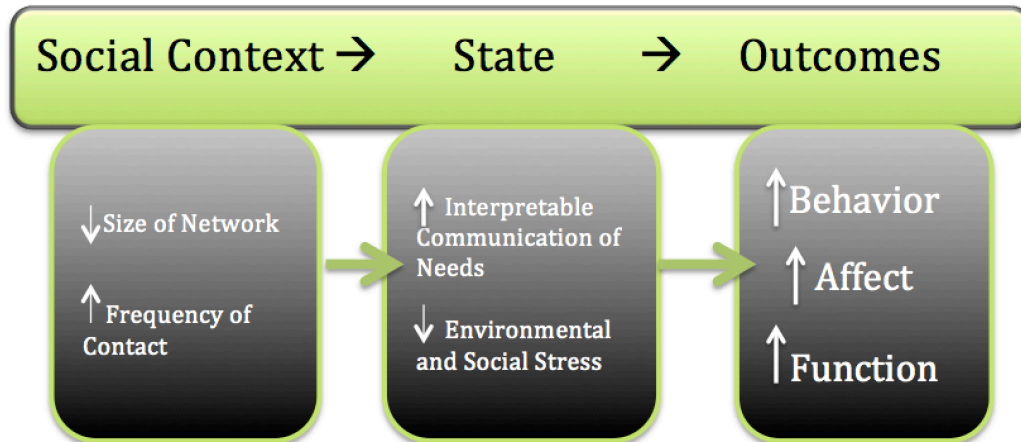 Social Context → State → Outcomes
↓ Size of Network
↑ Frequency of
Contact
↑ Interpretable
Communication of
Needs
↓ Environmental
and Social Stress
↑ Behavior
↑ Affect
↑ Function